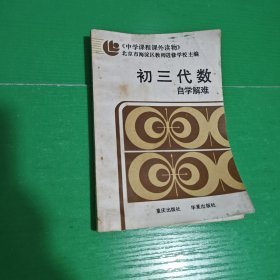 《中学课程课外读物》
北京市海淀区教师进修学校主编
初三代数
自学解难
重庆出版社 华夏出版社